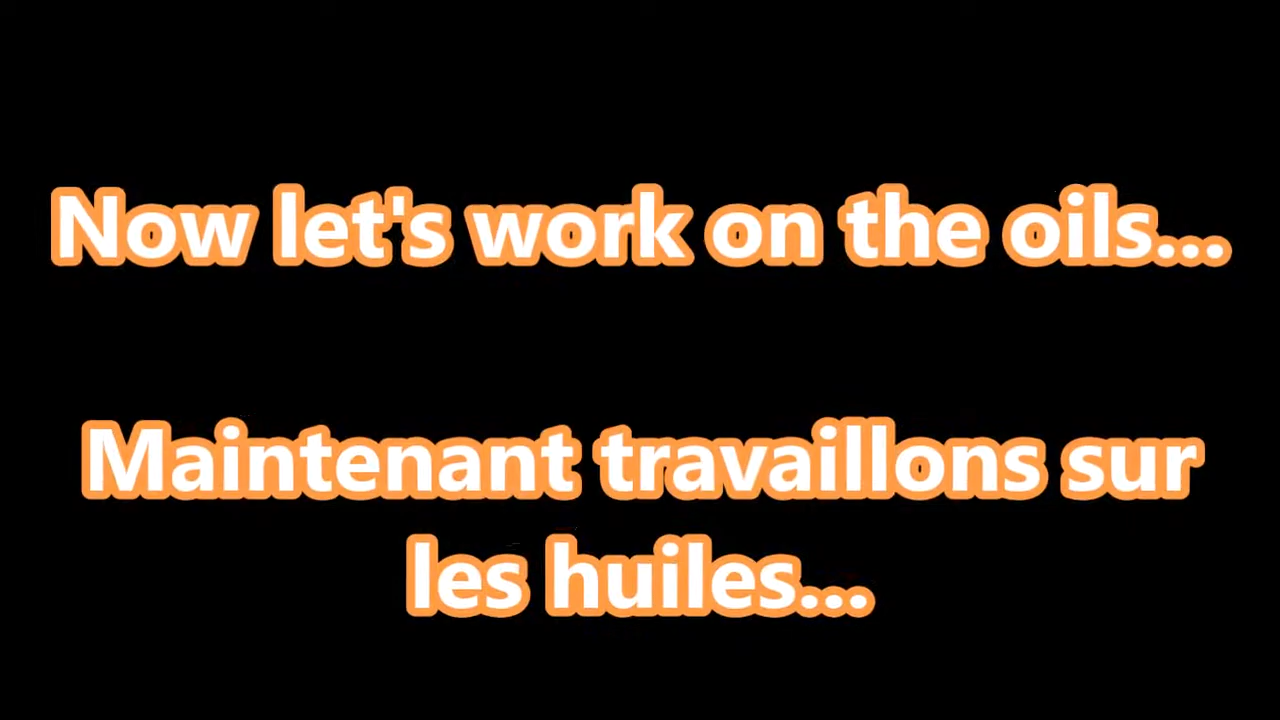 Now let's work on the oils...
Maintenant travaillons sur
les huiles...